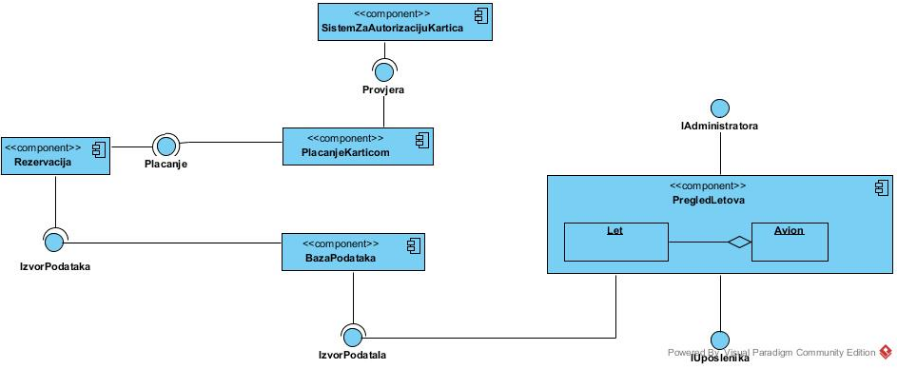 <<component>>
SistemZaAutorizacijuKartica
Provjera
IAdministratora
<<component>>
PlacanjeKarticom
<<component>>
Rezervacija
Placanje
<<component>>
PregledLetova
Let
Avion
<<component>>
BazaPodataka
IzvorPodataka
IzvorPodatala
IUposlenika
Powered By Visual Paradigm Community Edition